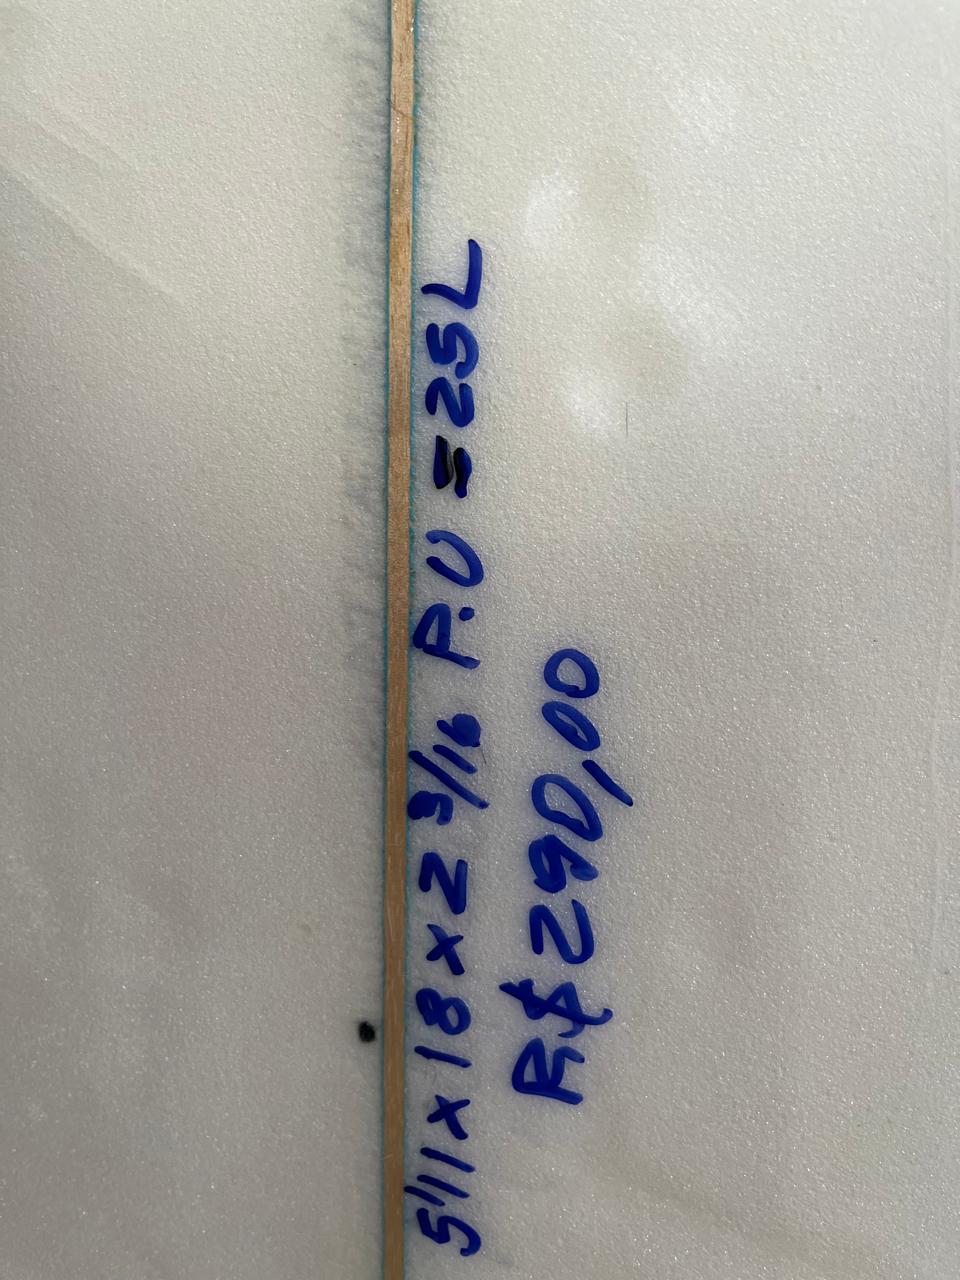 5'11 x 18 x 2 3/16 P.U = 25L
R$290,00